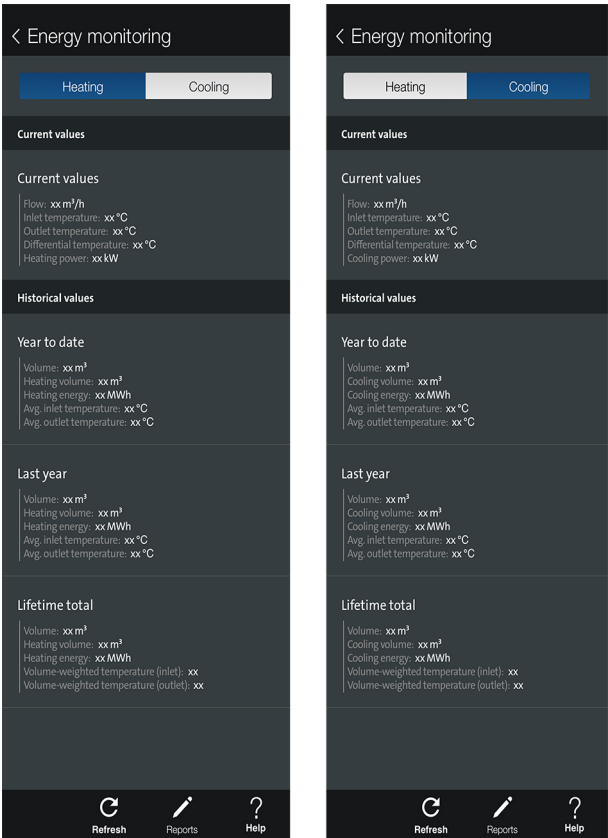 Energy monitoring
Heating Cooling
Current values
Current values
Flow: xx m³/h
Inlet temperature: xx °C
Outlet temperature: xx °C
Differential temperature: xx °C
Heating power: xx kW
Historical values
Year to date
Volume: xx m³
Heating volume: xx m³
Heating energy: xx MWh
Avg. inlet temperature: xx °C
Avg. outlet temperature: xx °C
Last year
Volume: xx m³
Heating volume: xx m³
Heating energy: xx MWh
Avg. inlet temperature: xx °C
Avg. outlet temperature: xx °C
Lifetime total
Volume: xx m³
Heating volume: xx m³
Heating energy: xx MWh
Volume-weighted temperature (inlet): xx
Volume-weighted temperature (outlet): xx
Refresh Reports Help
Energy monitoring
Heating Cooling
Current values
Current values
Flow: xx m³/h
Inlet temperature: xx °C
Outlet temperature: xx °C
Differential temperature: xx °C
Cooling power: xx kW
Historical values
Year to date
Volume: xx m³
Cooling volume: xx m³
Cooling energy: xx MWh
Avg. inlet temperature: xx °C
Avg. outlet temperature: xx °C
Last year
Volume: xx m³
Cooling volume: xx m³
Cooling energy: xx MWh
Avg. inlet temperature: xx °C
Avg. outlet temperature: xx °C
Lifetime total
Volume: xx m³
Cooling volume: xx m³
Cooling energy: xx MWh
Volume-weighted temperature (inlet): xx
Volume-weighted temperature (outlet): xx
Refresh Reports Help